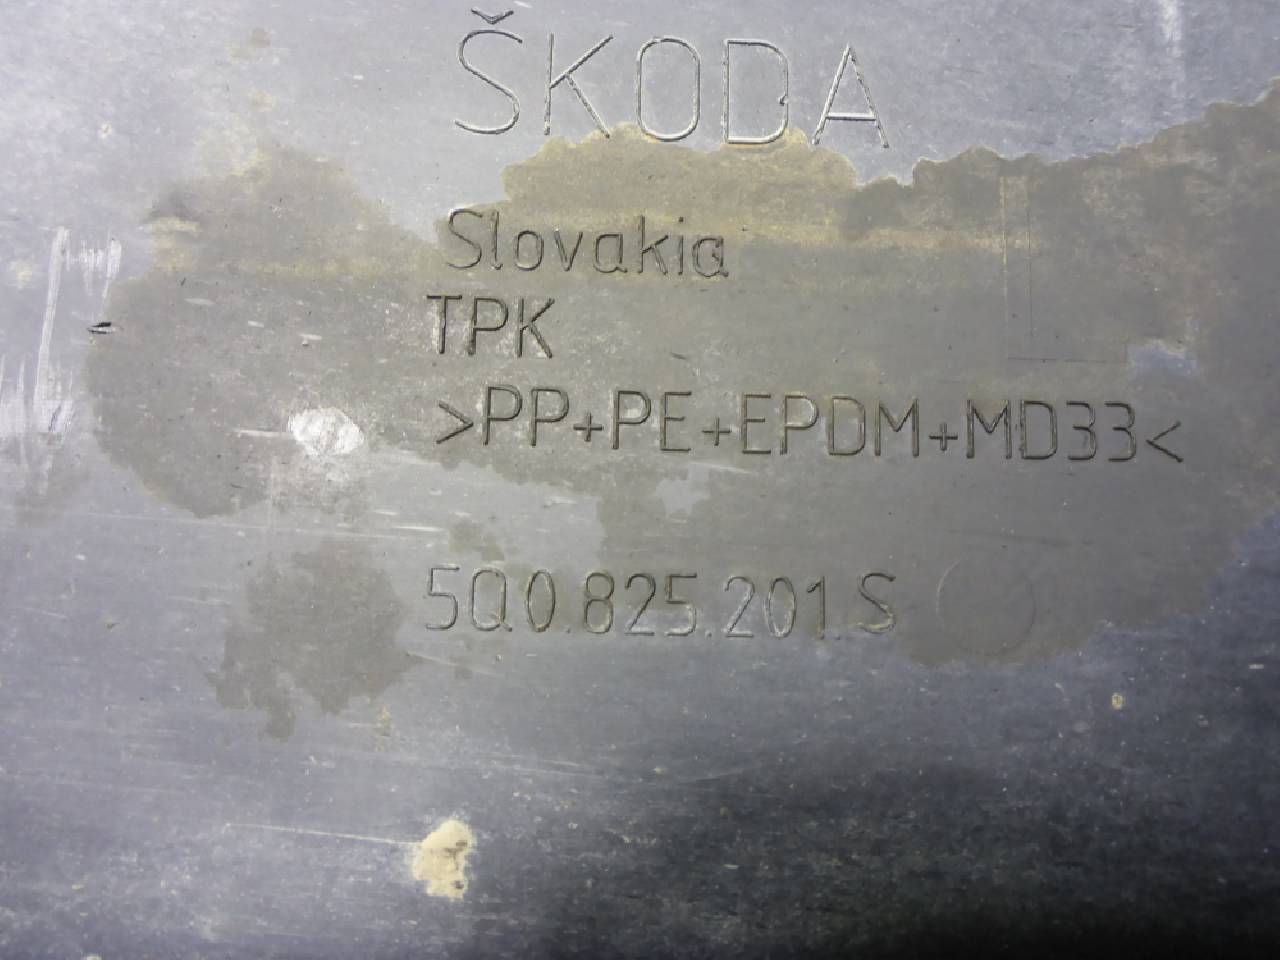 ŠKODA
Slovakia
TPK
>PP+PE+EPDM+MD33<
5Q0.825.201.S